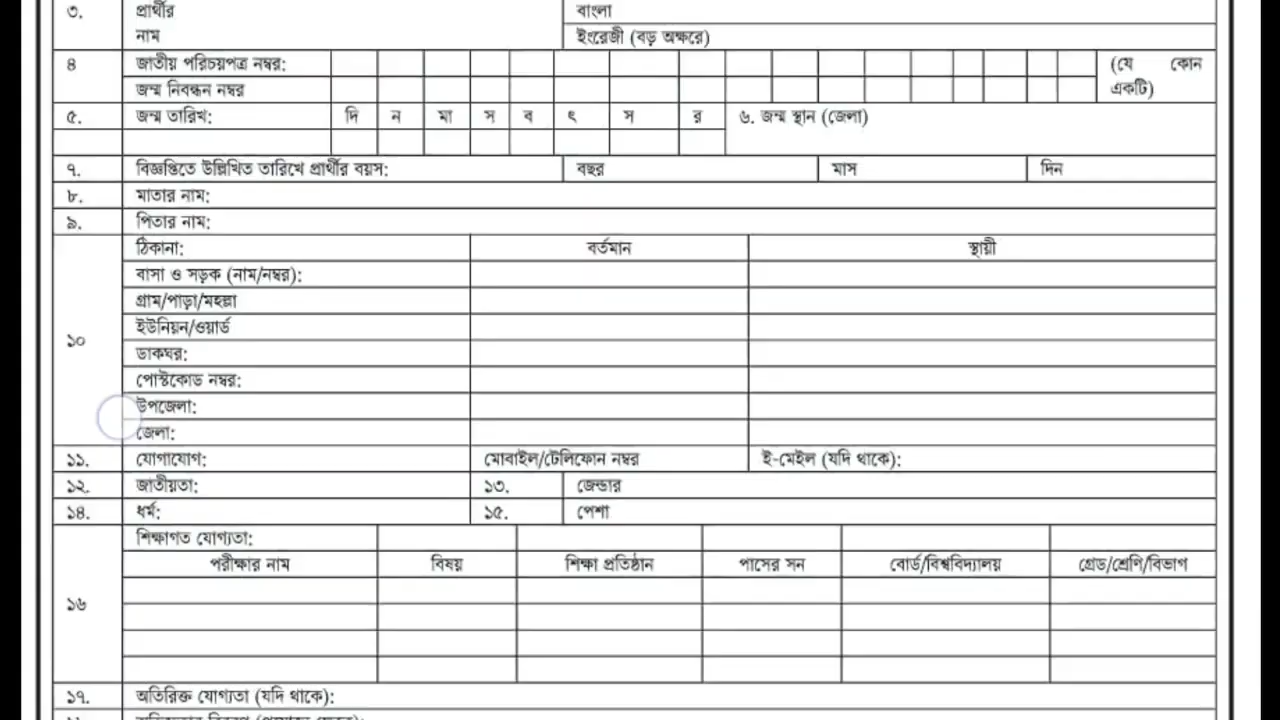 ৩. প্রার্থীর বাংলা
নাম ইংরেজী (বড় অক্ষরে)
৪ জাতীয় পরিচয়পত্র নম্বর: (যে কোন
জন্ম নিবন্ধন নম্বর একটি)
৫. জন্ম তারিখ: দি ন মা স ব ৎ স র ৬. জন্ম স্থান (জেলা)
৭. বিজ্ঞপ্তিতে উল্লিখিত তারিখে প্রার্থীর বয়স: বছর মাস দিন
৮. মাতার নাম:
৯. পিতার নাম:
ঠিকানা: বর্তমান স্থায়ী
বাসা ও সড়ক (নাম/নম্বর):
গ্রাম/পাড়া/মহল্লা
ইউনিয়ন/ওয়ার্ড
১০
ডাকঘর:
পোস্টকোড নম্বর:
উপজেলা:
জেলা:
১১. যোগাযোগ: মোবাইল/টেলিফোন নম্বর ই-মেইল (যদি থাকে):
১২. জাতীয়তা: ১৩. জেন্ডার
১৪. ধর্ম: ১৫. পেশা
শিক্ষাগত যোগ্যতা:
পরীক্ষার নাম বিষয় শিক্ষা প্রতিষ্ঠান পাসের সন বোর্ড/বিশ্ববিদ্যালয় গ্রেড/শ্রেণি/বিভাগ
১৬
১৭. অতিরিক্ত যোগ্যতা (যদি থাকে):